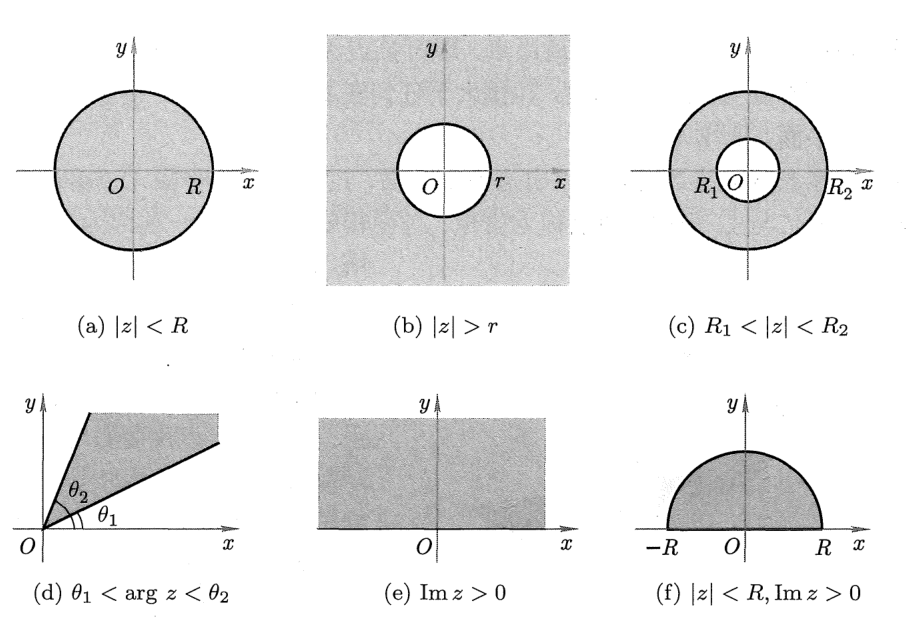 y
O
R
x
(a) |z| < R
y
O
r
x
(b) |z| > r
y
R₁
O
R₂
x
(c) R₁ < |z| < R₂
y
θ₂
θ₁
O
x
(d) θ₁ < arg z < θ₂
y
O
x
(e) Im z > 0
y
−R
O
R
x
(f) |z| < R, Im z > 0